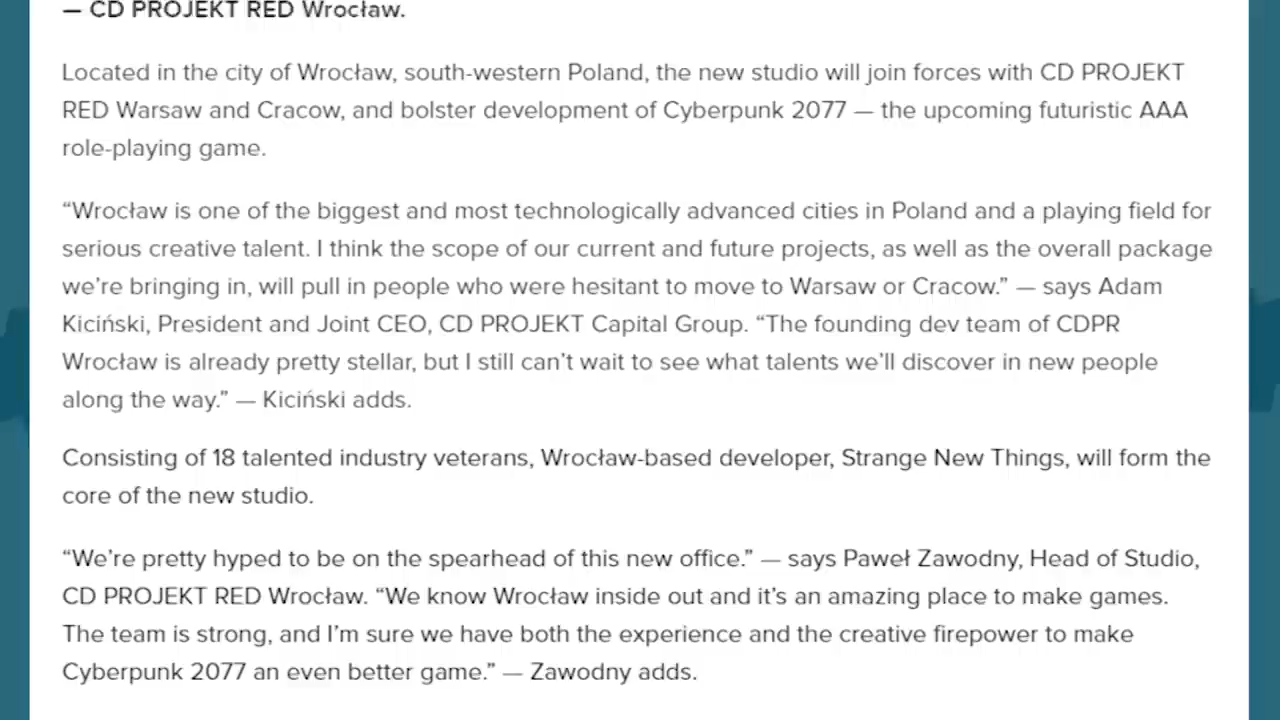 — CD PROJEKT RED Wrocław.
Located in the city of Wrocław, south-western Poland, the new studio will join forces with CD PROJEKT
RED Warsaw and Cracow, and bolster development of Cyberpunk 2077 — the upcoming futuristic AAA
role-playing game.
“Wrocław is one of the biggest and most technologically advanced cities in Poland and a playing field for
serious creative talent. I think the scope of our current and future projects, as well as the overall package
we’re bringing in, will pull in people who were hesitant to move to Warsaw or Cracow.” — says Adam
Kiciński, President and Joint CEO, CD PROJEKT Capital Group. “The founding dev team of CDPR
Wrocław is already pretty stellar, but I still can’t wait to see what talents we’ll discover in new people
along the way.” — Kiciński adds.
Consisting of 18 talented industry veterans, Wrocław-based developer, Strange New Things, will form the
core of the new studio.
“We’re pretty hyped to be on the spearhead of this new office.” — says Paweł Zawodny, Head of Studio,
CD PROJEKT RED Wrocław. “We know Wrocław inside out and it’s an amazing place to make games.
The team is strong, and I’m sure we have both the experience and the creative firepower to make
Cyberpunk 2077 an even better game.” — Zawodny adds.